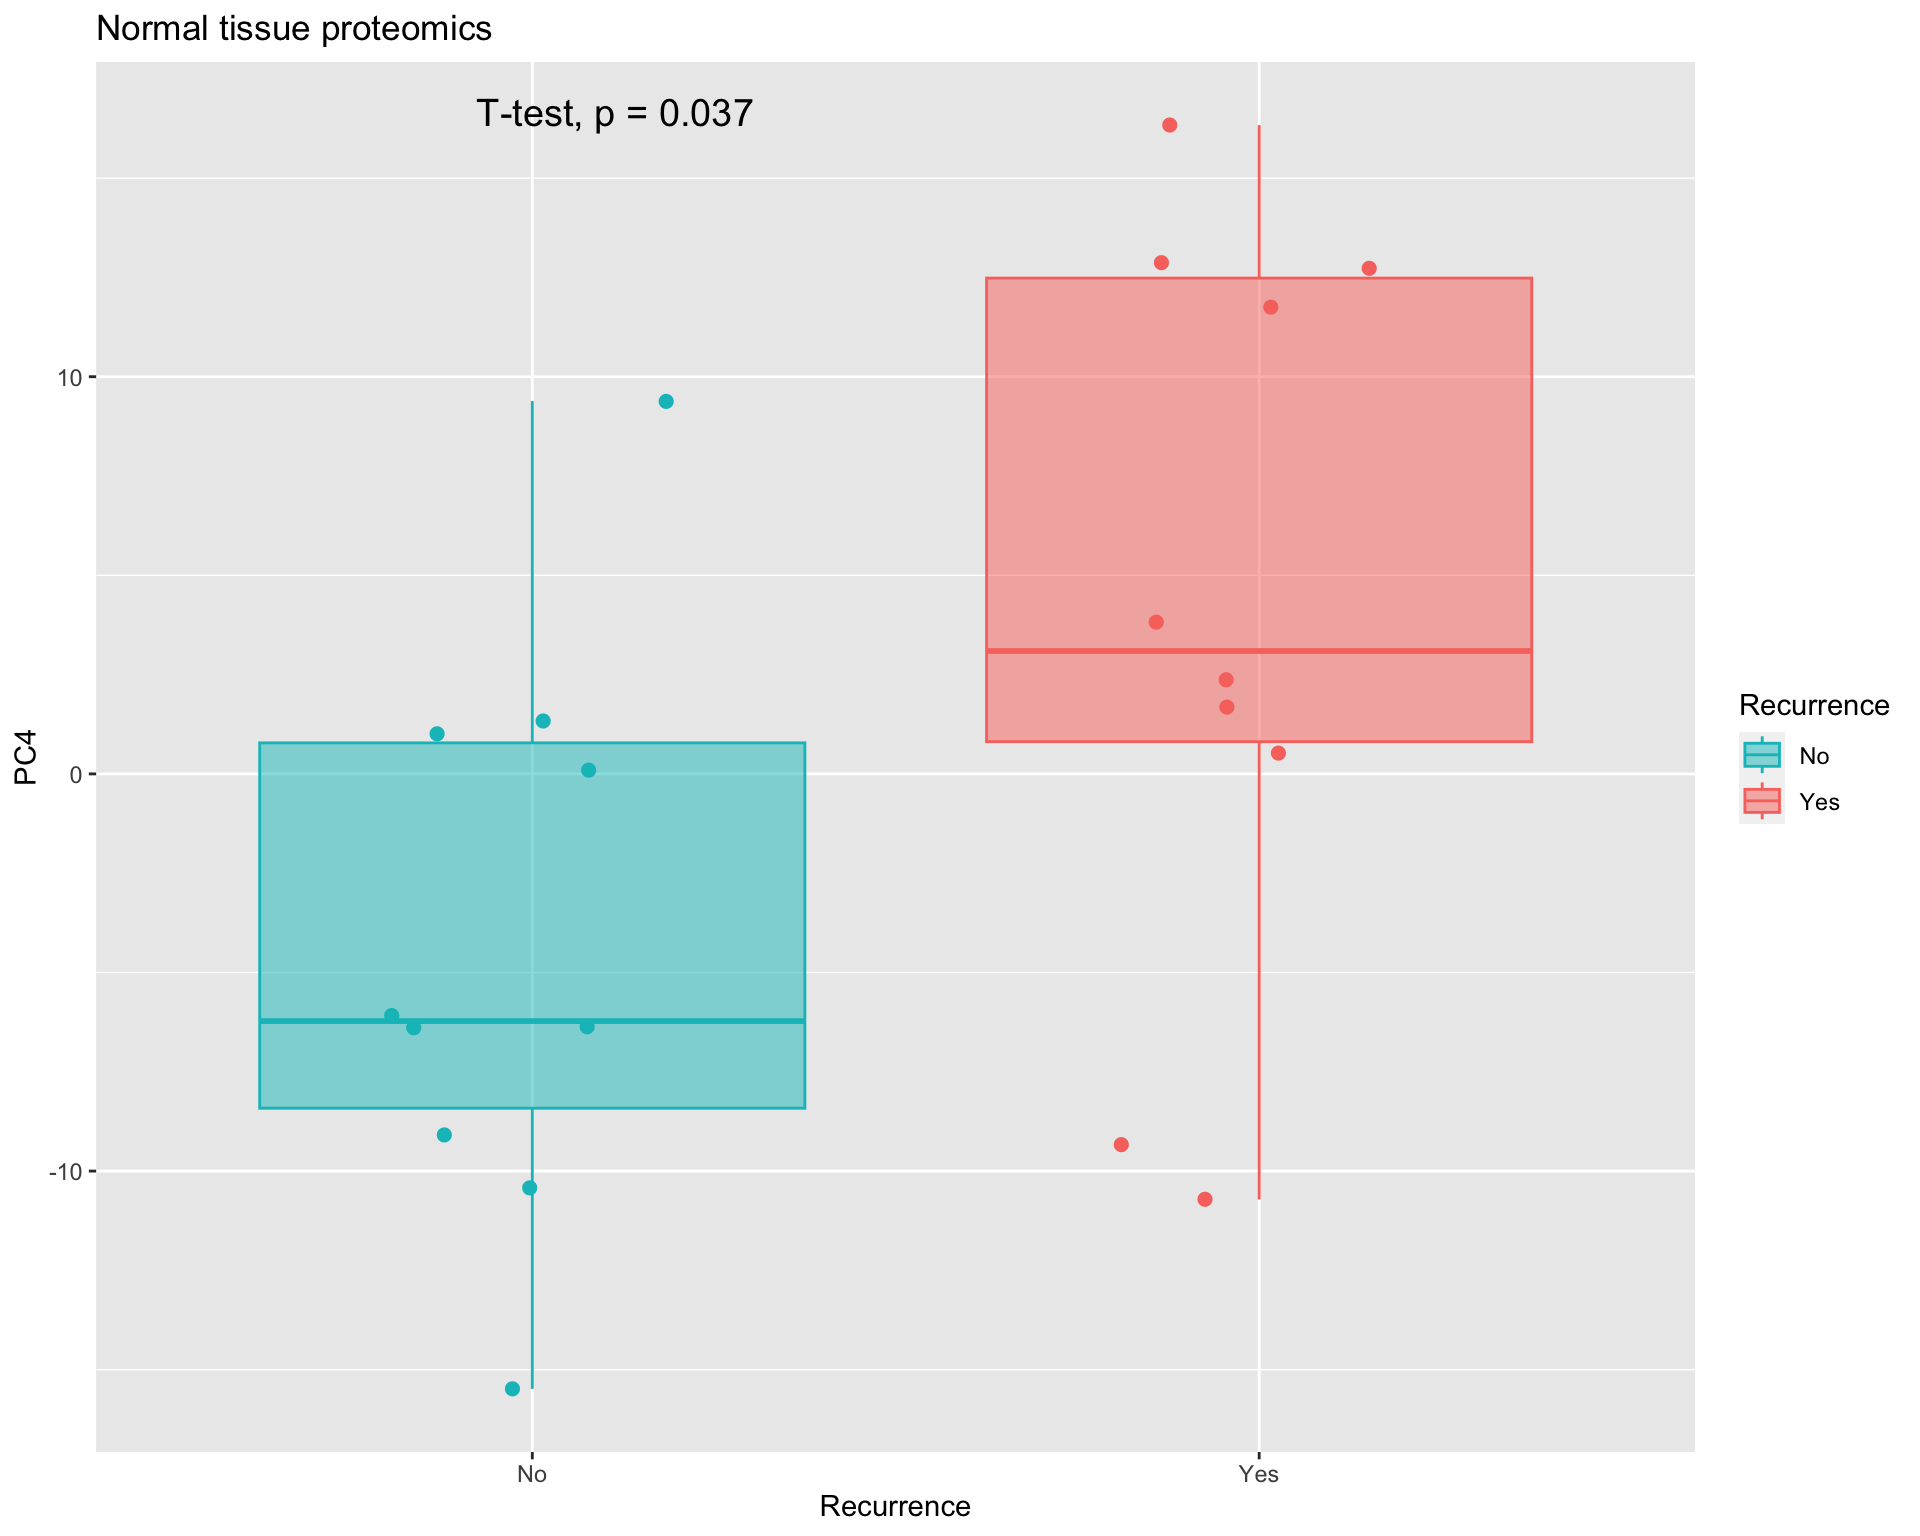 Normal tissue proteomics
T-test, p = 0.037
10
0
-10
PC4
No
Yes
Recurrence
Recurrence
No
Yes